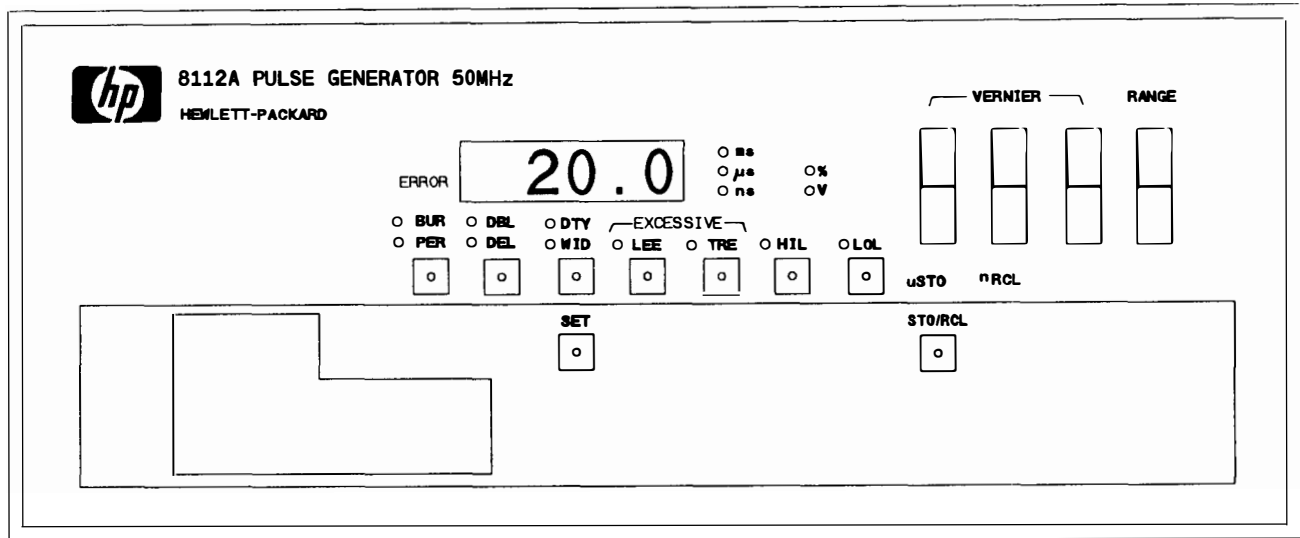 hp
8112A PULSE GENERATOR 50MHz
HEWLETT-PACKARD
VERNIER RANGE
ERROR 20.0
ms
µs %
ns V
BUR DBL DTY EXCESSIVE
PER DEL WID LEE TRE HIL LOL
uSTO nRCL
SET STO/RCL